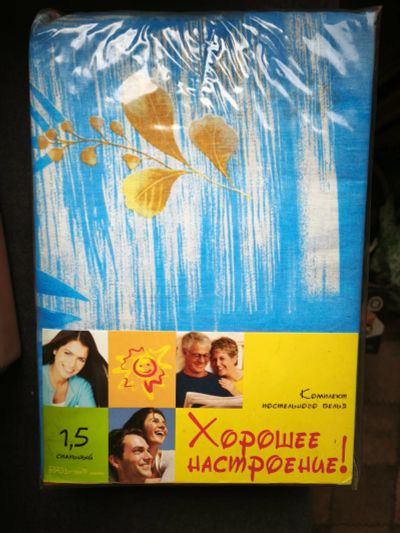 Комплект
постельного белья
1,5
спальный
Хорошее
настроение!